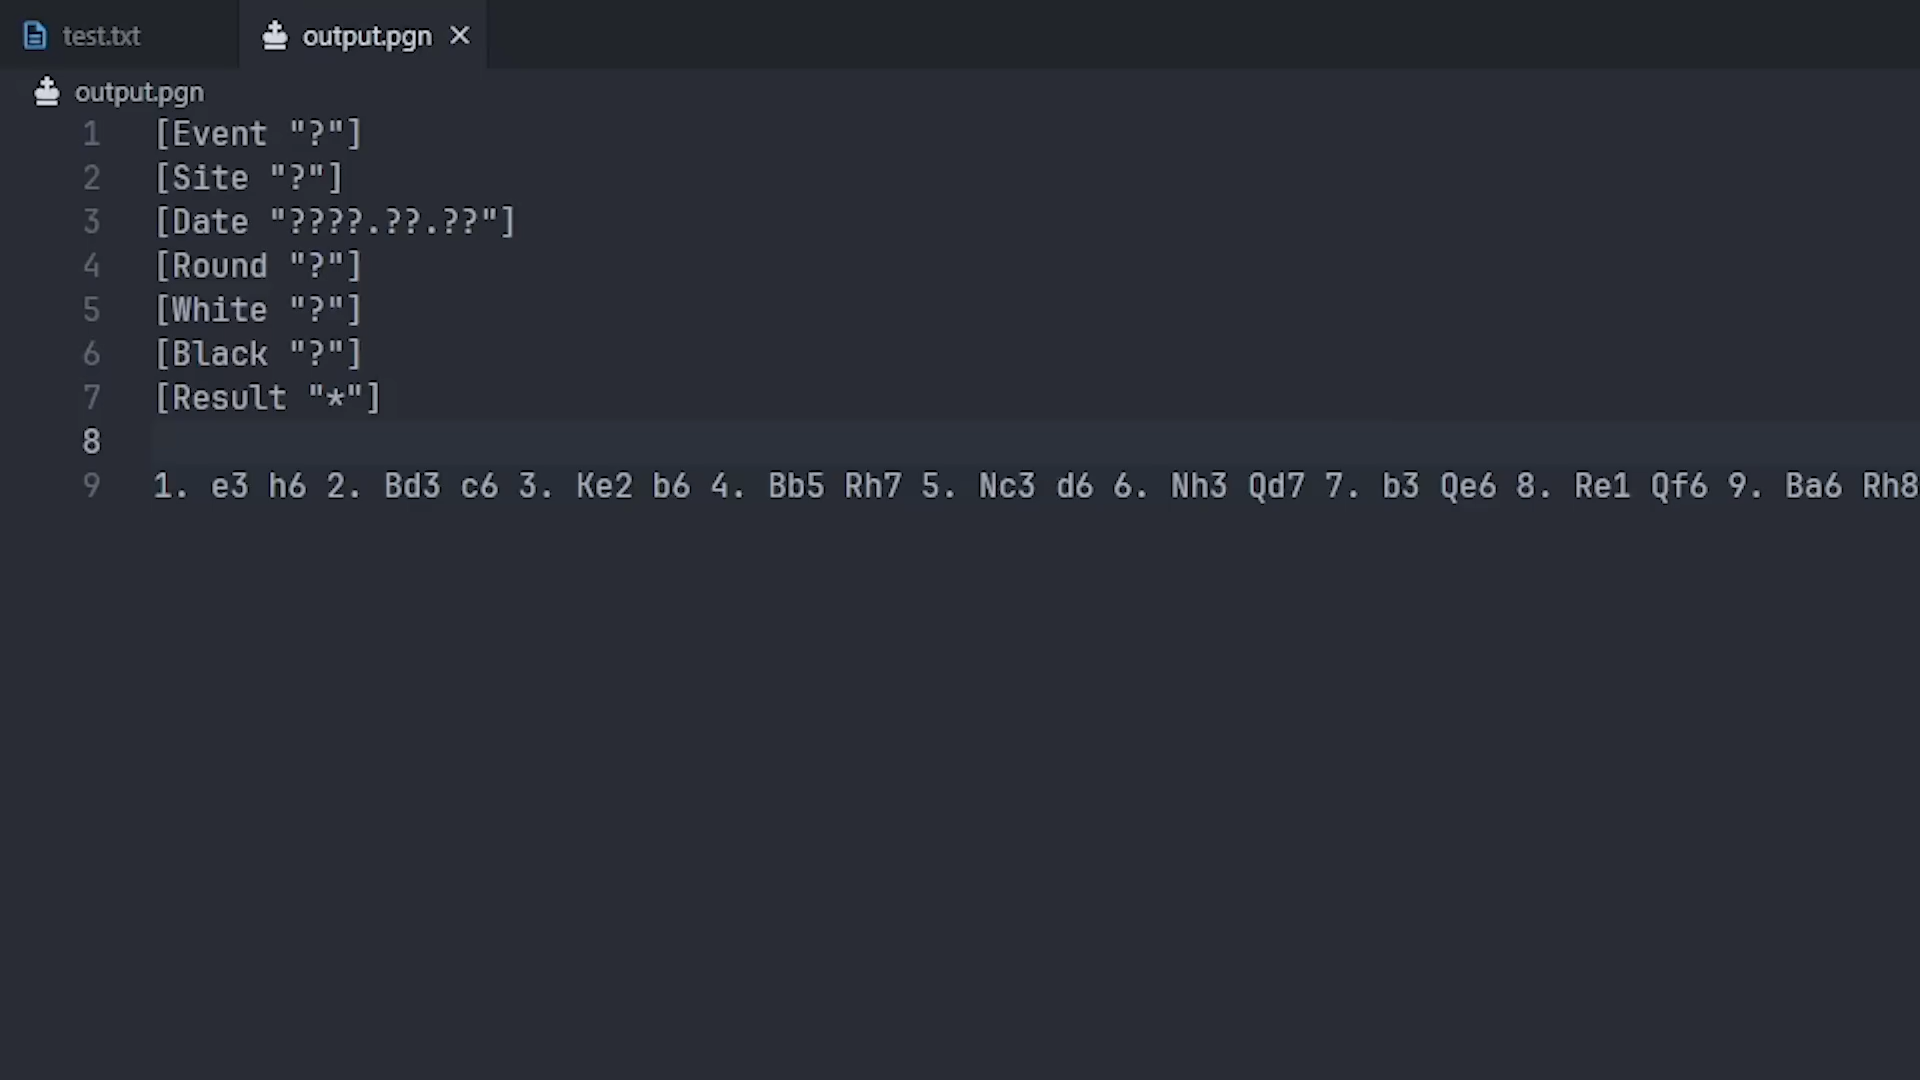 test.txt output.pgn
output.pgn
1 [Event "?"]
2 [Site "?"]
3 [Date "????.??.??"]
4 [Round "?"]
5 [White "?"]
6 [Black "?"]
7 [Result "*"]
8
9 1. e3 h6 2. Bd3 c6 3. Ke2 b6 4. Bb5 Rh7 5. Nc3 d6 6. Nh3 Qd7 7. b3 Qe6 8. Re1 Qf6 9. Ba6 Rh8